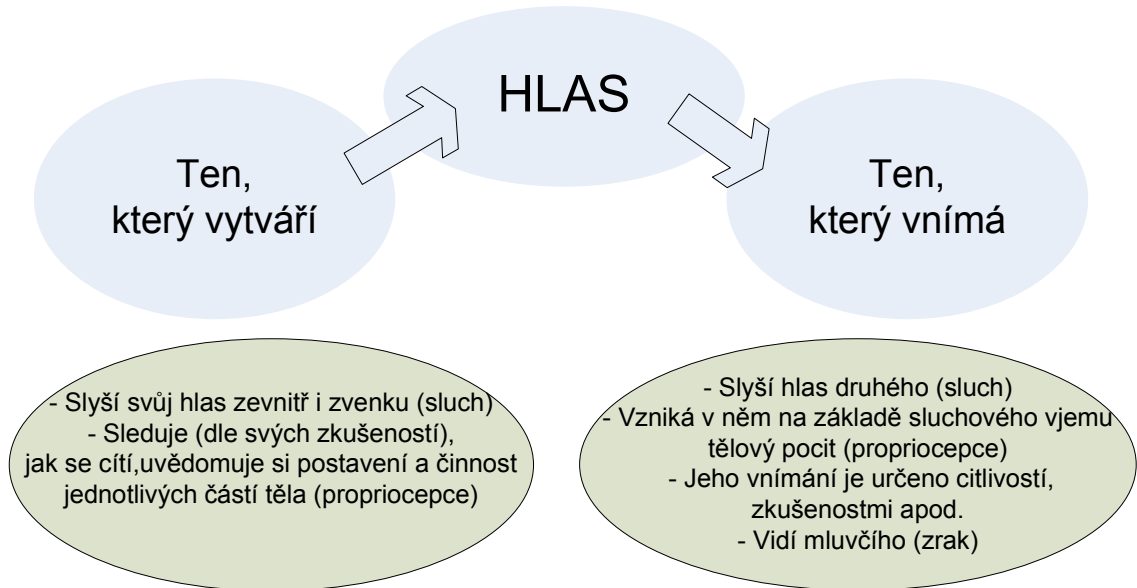 HLAS
Ten,
který vytváří
Ten,
který vnímá
- Slyší svůj hlas zevnitř i zvenku (sluch)
- Sleduje (dle svých zkušeností),
jak se cítí,uvědomuje si postavení a činnost
jednotlivých částí těla (propriocepce)
- Slyší hlas druhého (sluch)
- Vzniká v něm na základě sluchového vjemu
tělový pocit (propriocepce)
- Jeho vnímání je určeno citlivostí,
zkušenostmi apod.
- Vidí mluvčího (zrak)